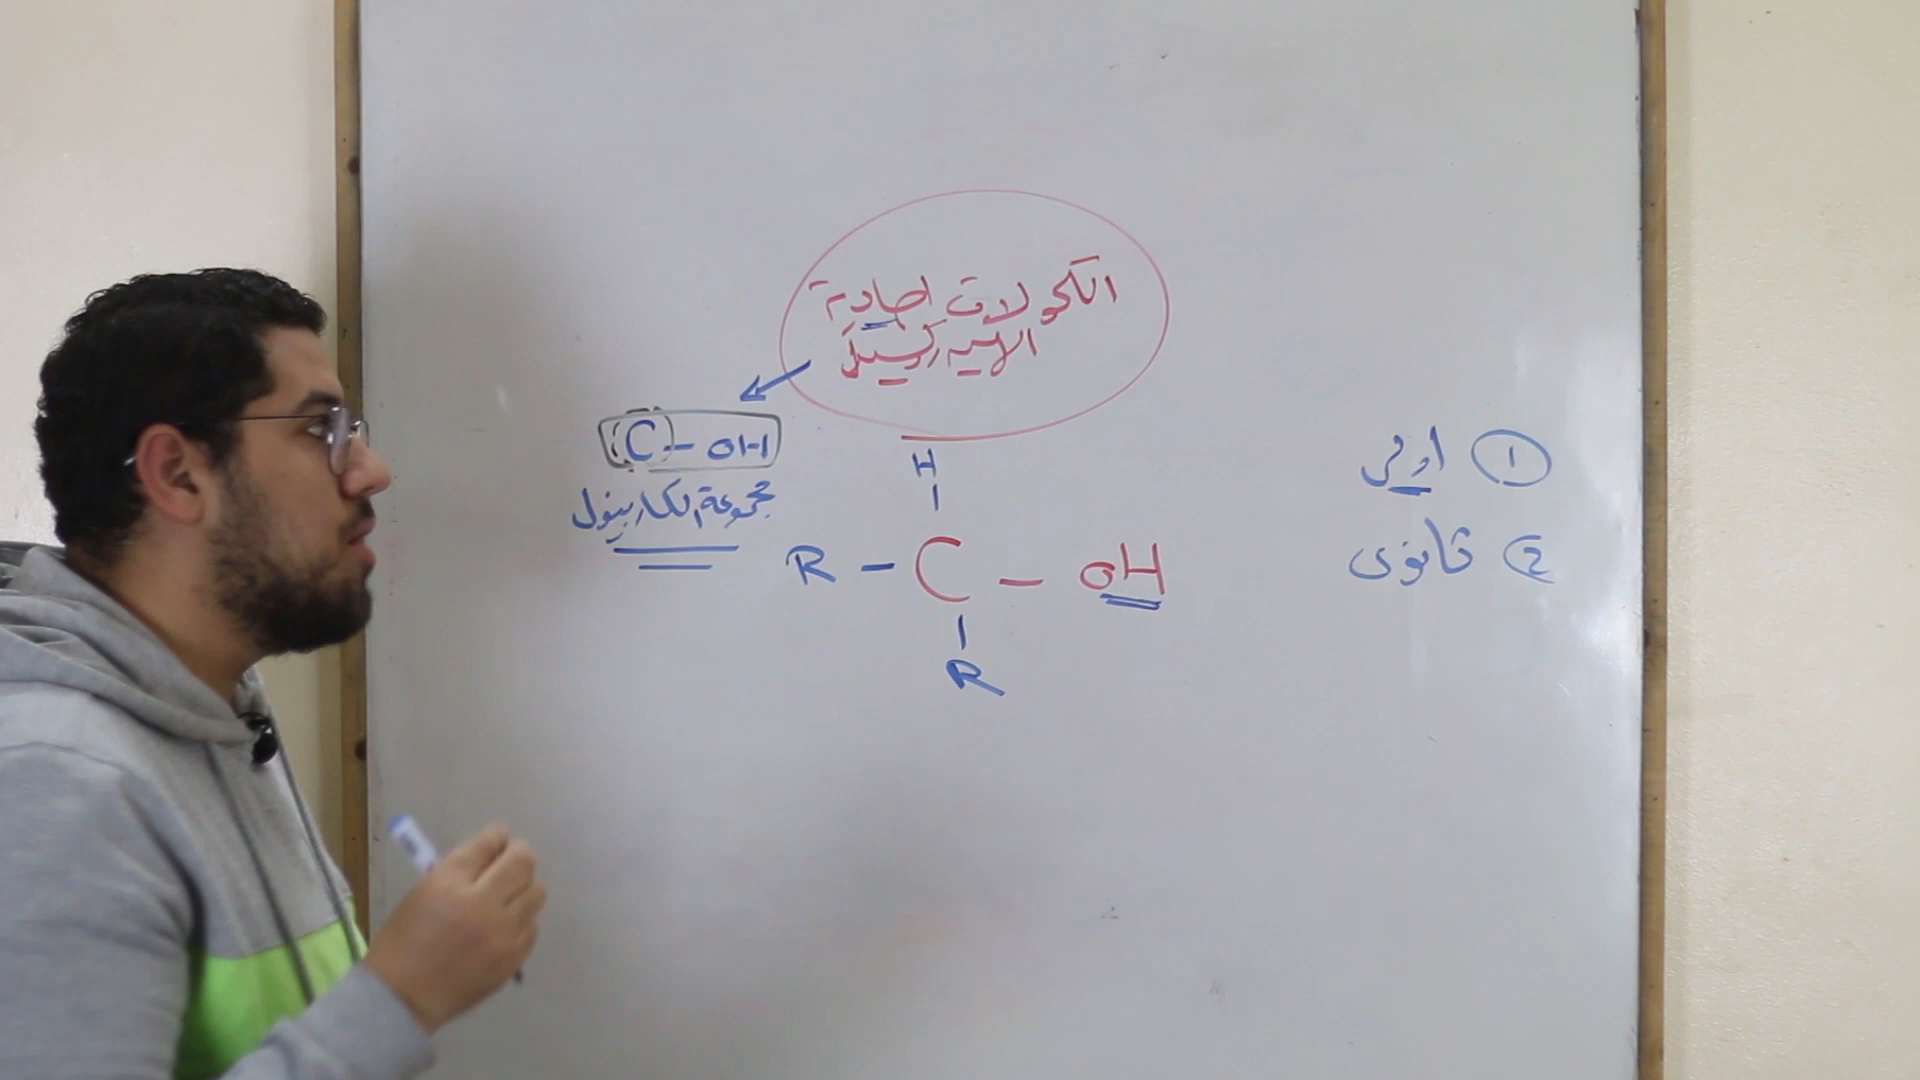 الكحولات احادية
الهيدروكسيل
C - OH
مجموعة الكاربينول
H
R - C - OH
R
① اولى
② ثانوى